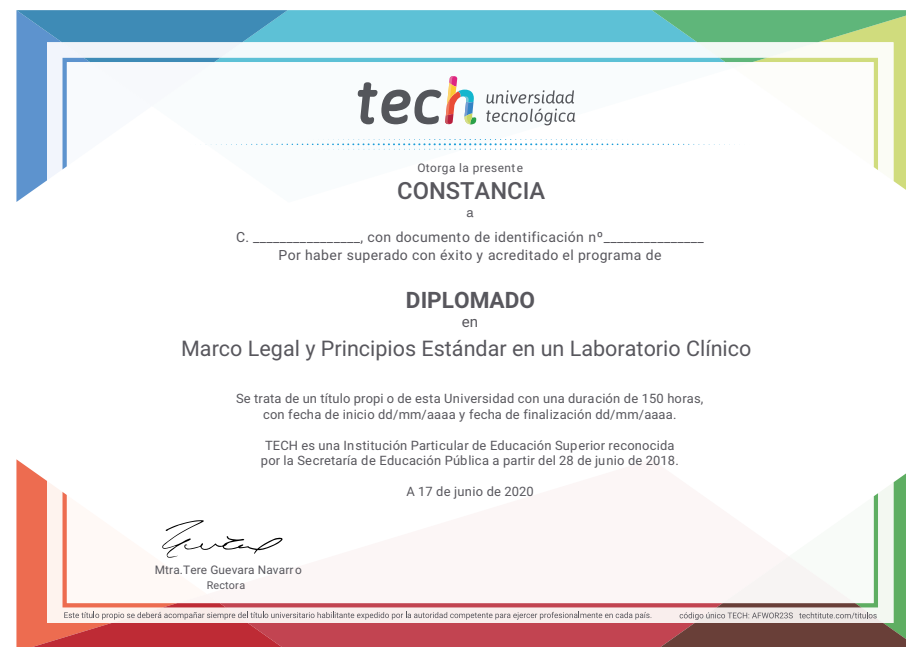 tech universidad
tecnológica
Otorga la presente
CONSTANCIA
a
C. ________________, con documento de identificación nº_______________
Por haber superado con éxito y acreditado el programa de
DIPLOMADO
en
Marco Legal y Principios Estándar en un Laboratorio Clínico
Se trata de un título propi o de esta Universidad con una duración de 150 horas,
con fecha de inicio dd/mm/aaaa y fecha de finalización dd/mm/aaaa.
TECH es una Institución Particular de Educación Superior reconocida
por la Secretaría de Educación Pública a partir del 28 de junio de 2018.
A 17 de junio de 2020
Mtra.Tere Guevara Navarro
Rectora
Este título propio se deberá acompañar siempre del título universitario habilitante expedido por la autoridad competente para ejercer profesionalmente en cada país. código único TECH: AFWOR23S techtitute.com/títulos